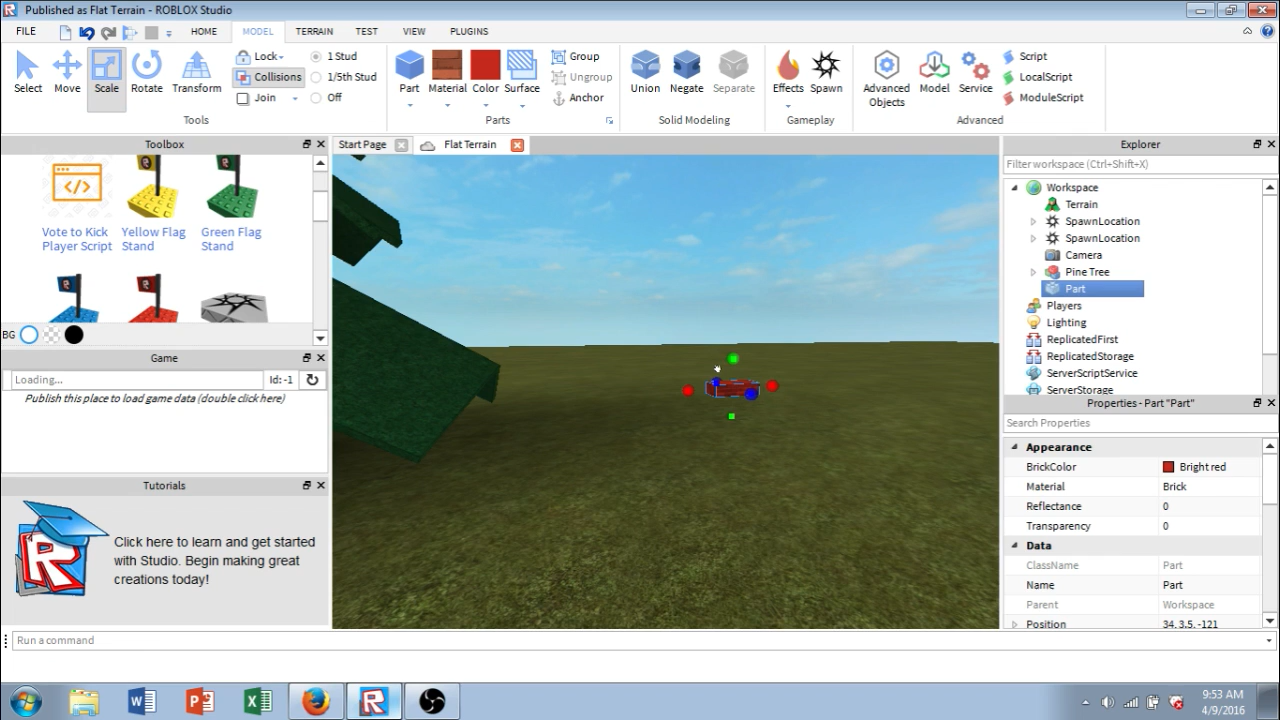 Published as Flat Terrain - ROBLOX Studio
FILE HOME MODEL TERRAIN TEST VIEW PLUGINS
Select Move Scale Rotate Transform
Lock
Collisions
Join
1 Stud
1/5th Stud
Off
Tools
Part Material Color Surface
Group
Ungroup
Anchor
Parts
Union Negate Separate
Solid Modeling
Effects Spawn
Gameplay
Advanced Objects Model Service
Script
LocalScript
ModuleScript
Advanced
Toolbox
Vote to Kick Player Script
Yellow Flag Stand
Green Flag Stand
BG
Game
Loading...
Id: -1
Publish this place to load game data (double click here)
Tutorials
Click here to learn and get started
with Studio. Begin making great
creations today!
Start Page
Flat Terrain
Explorer
Filter workspace (Ctrl+Shift+X)
Workspace
Terrain
SpawnLocation
SpawnLocation
Camera
Pine Tree
Part
Players
Lighting
ReplicatedFirst
ReplicatedStorage
ServerScriptService
ServerStorage
Properties - Part "Part"
Search Properties
Appearance
BrickColor Bright red
Material Brick
Reflectance 0
Transparency 0
Data
ClassName Part
Name Part
Parent Workspace
Position 34, 3.5, -121
Run a command
9:53 AM
4/9/2016